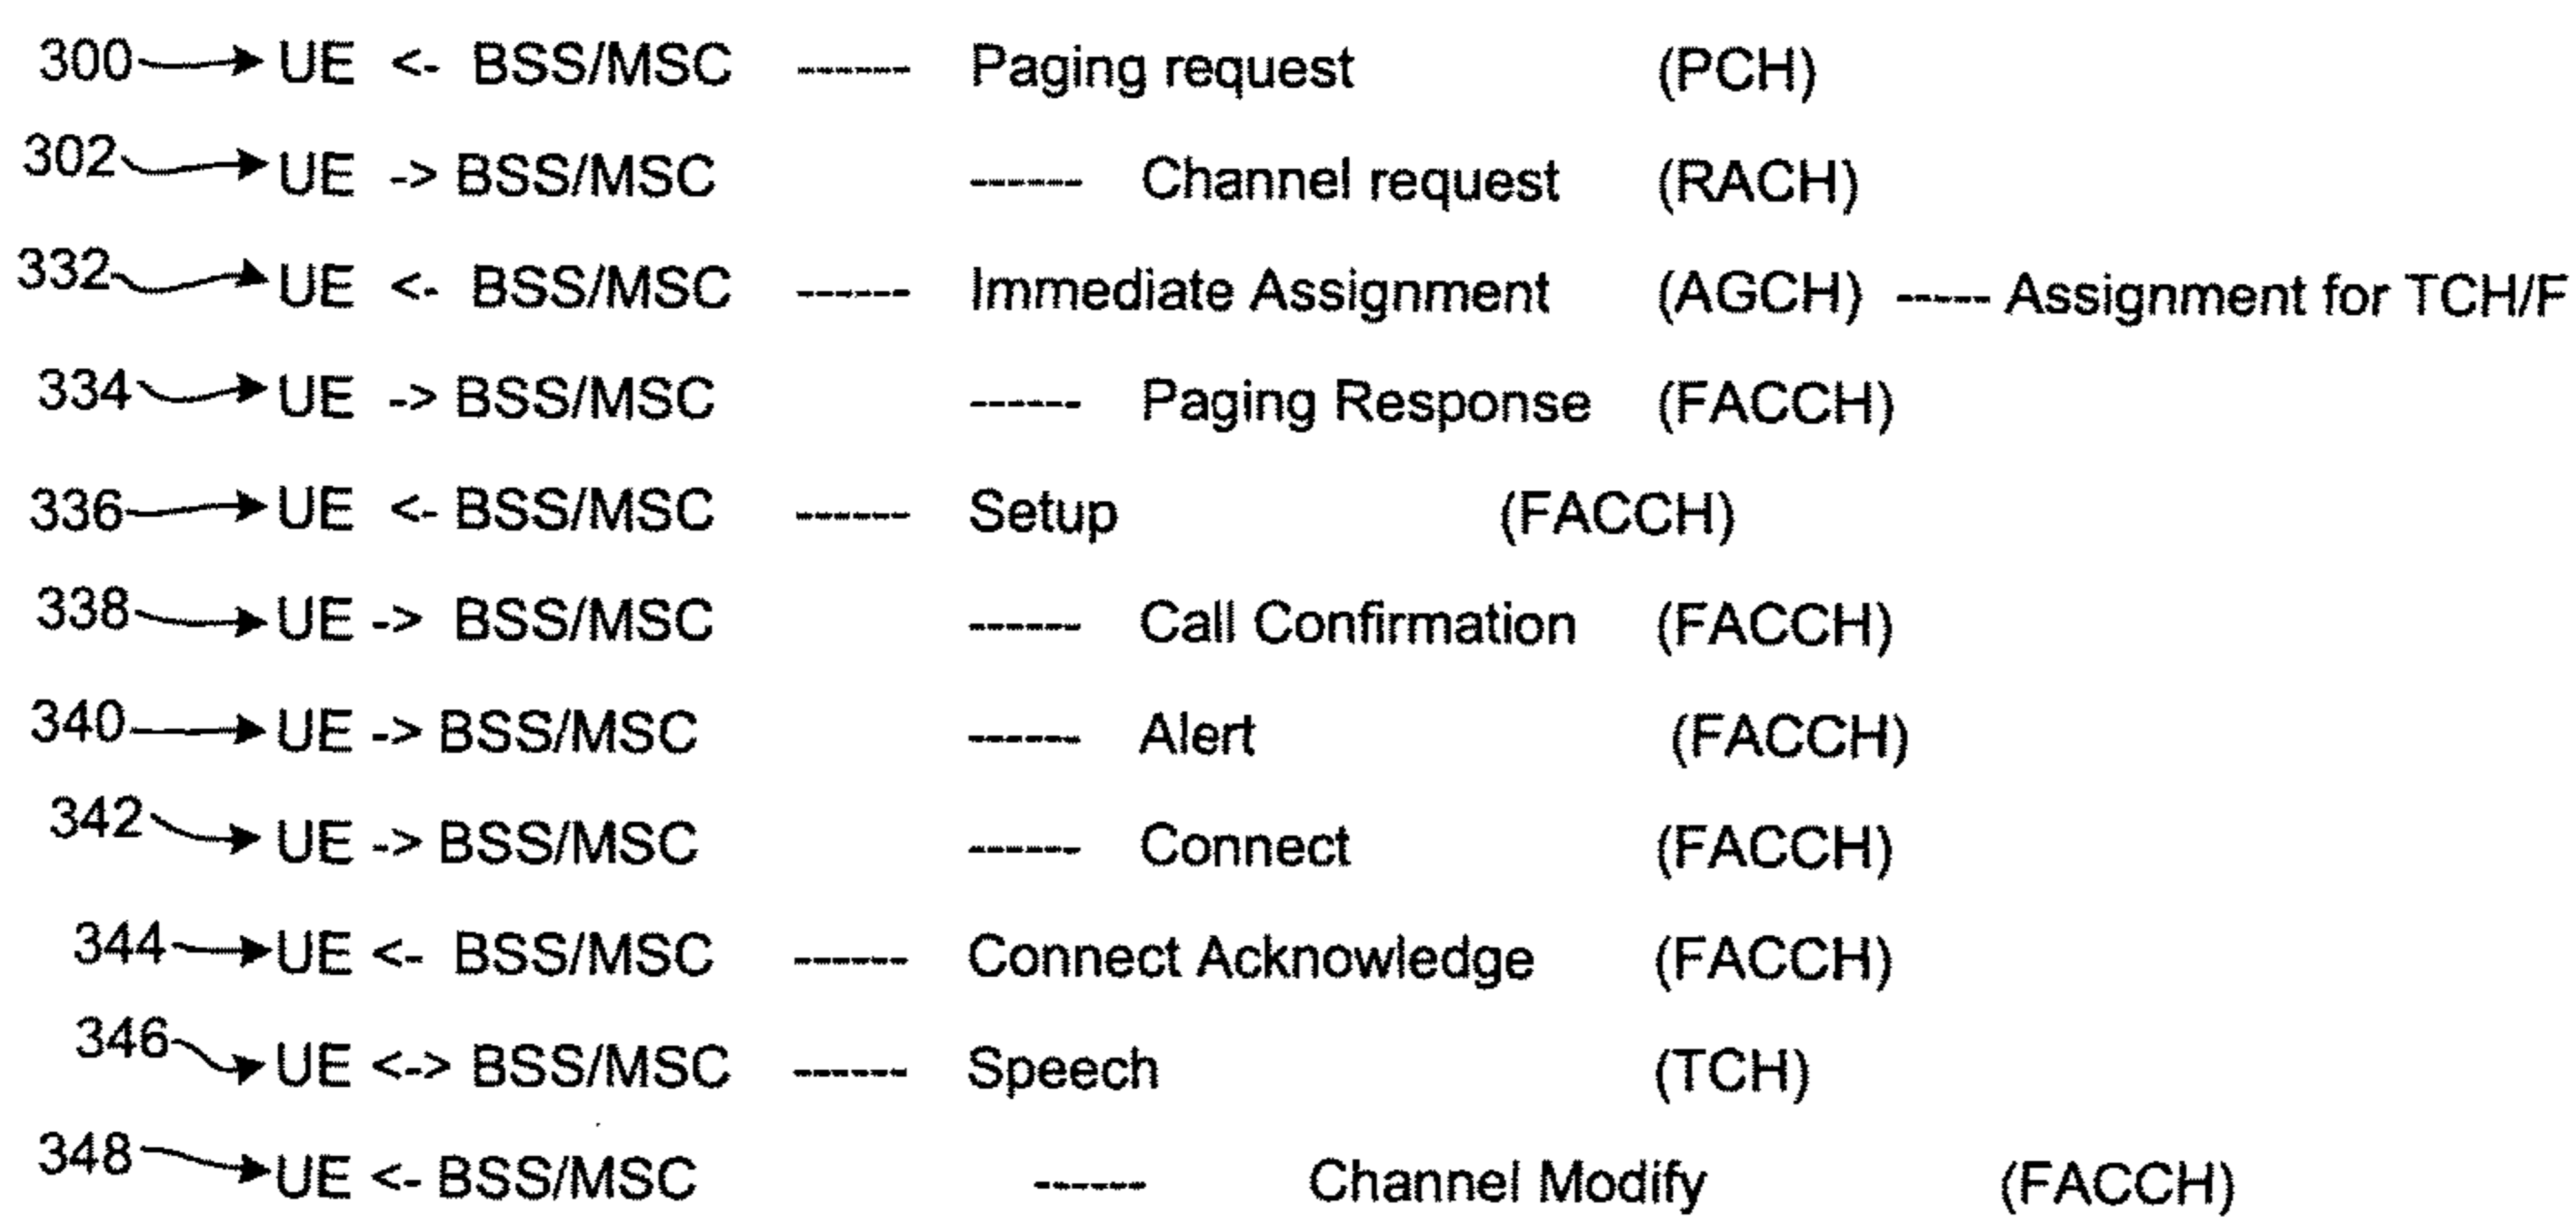 300 UE <- BSS/MSC ------ Paging request (PCH)
302 UE -> BSS/MSC ------ Channel request (RACH)
332 UE <- BSS/MSC ------ Immediate Assignment (AGCH) ----- Assignment for TCH/F
334 UE -> BSS/MSC ------ Paging Response (FACCH)
336 UE <- BSS/MSC ------ Setup (FACCH)
338 UE -> BSS/MSC ------ Call Confirmation (FACCH)
340 UE -> BSS/MSC ------ Alert (FACCH)
342 UE -> BSS/MSC ------ Connect (FACCH)
344 UE <- BSS/MSC ------ Connect Acknowledge (FACCH)
346 UE <-> BSS/MSC ------ Speech (TCH)
348 UE <- BSS/MSC ------ Channel Modify (FACCH)